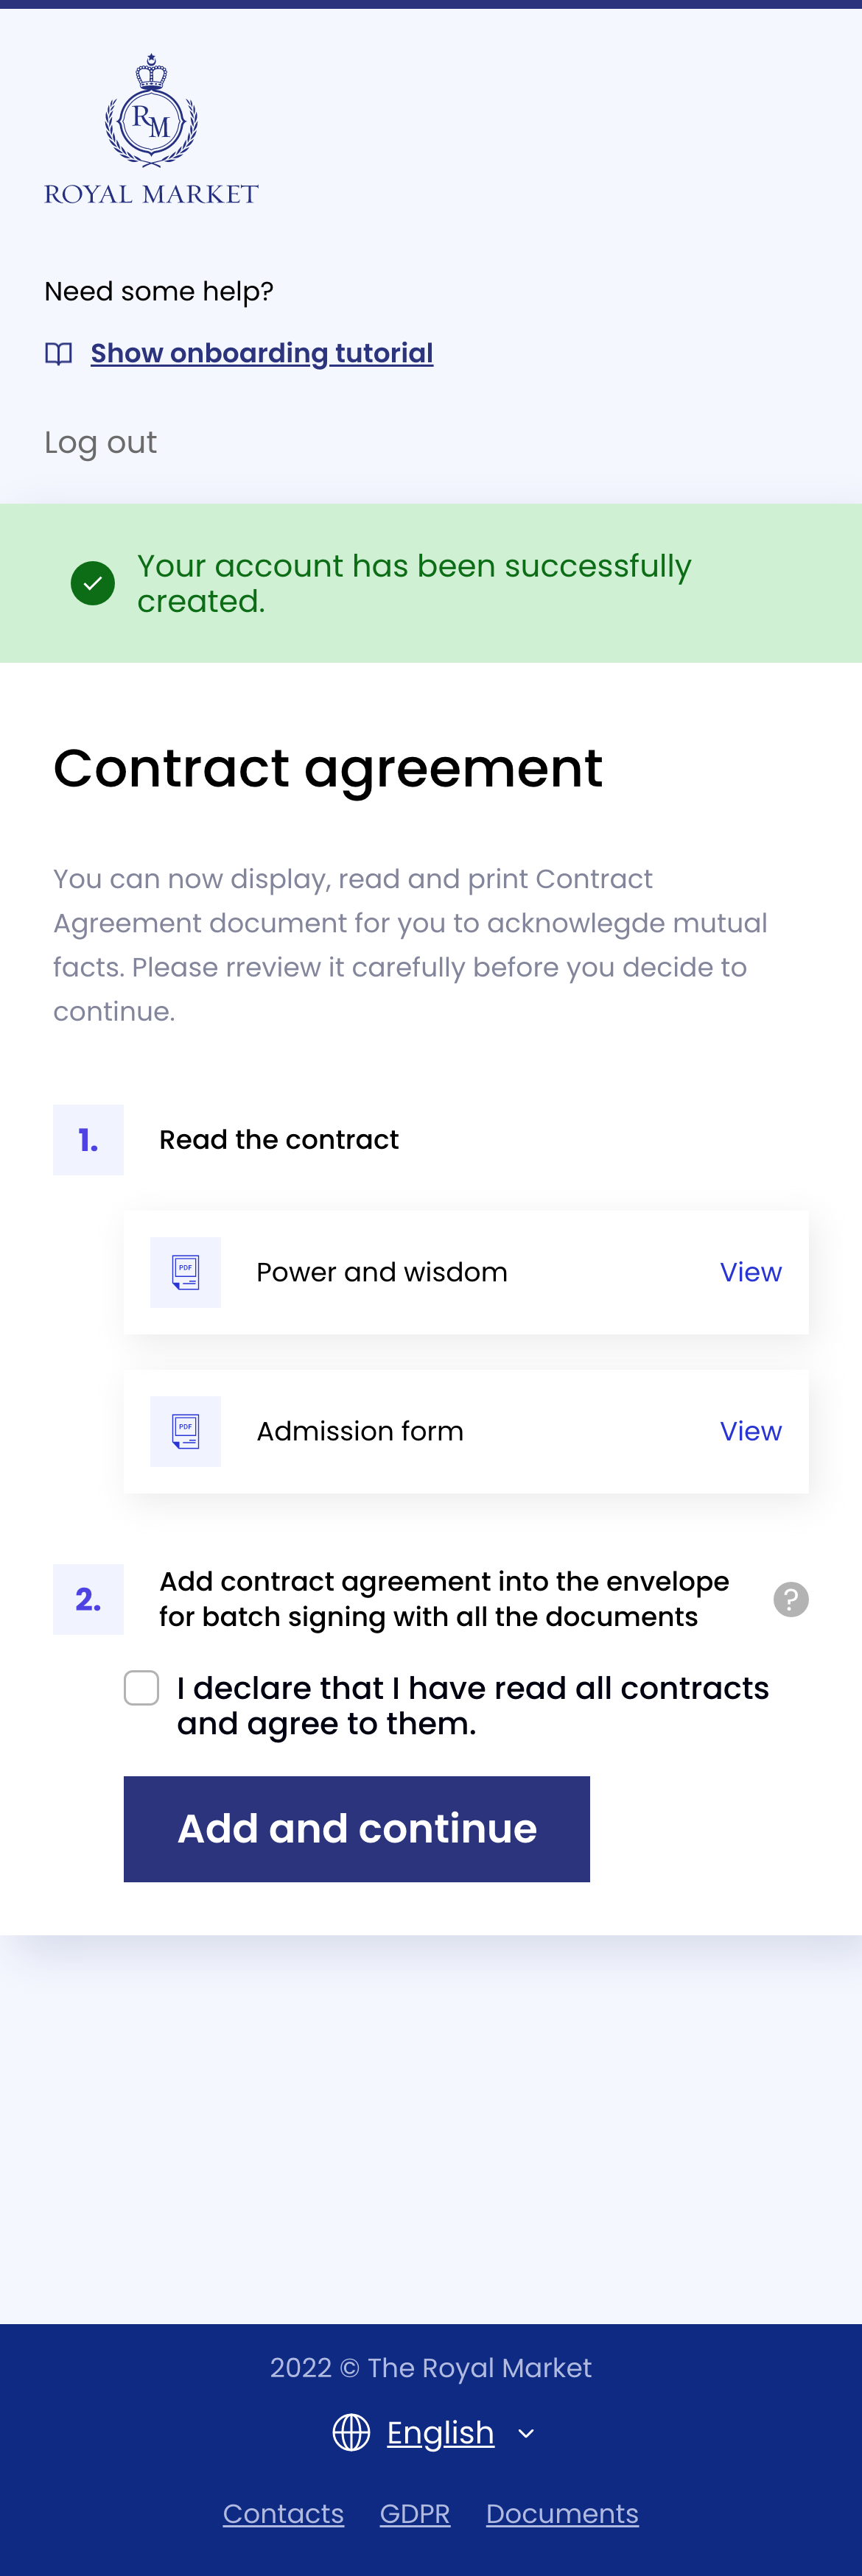 RM
ROYAL MARKET
Need some help?
Show onboarding tutorial
Log out
Your account has been successfully
created.
Contract agreement
You can now display, read and print Contract
Agreement document for you to acknowlegde mutual
facts. Please rreview it carefully before you decide to
continue.
1. Read the contract
PDF Power and wisdom View
PDF Admission form View
2. Add contract agreement into the envelope
for batch signing with all the documents ?
I declare that I have read all contracts
and agree to them.
Add and continue
2022 © The Royal Market
English
Contacts GDPR Documents